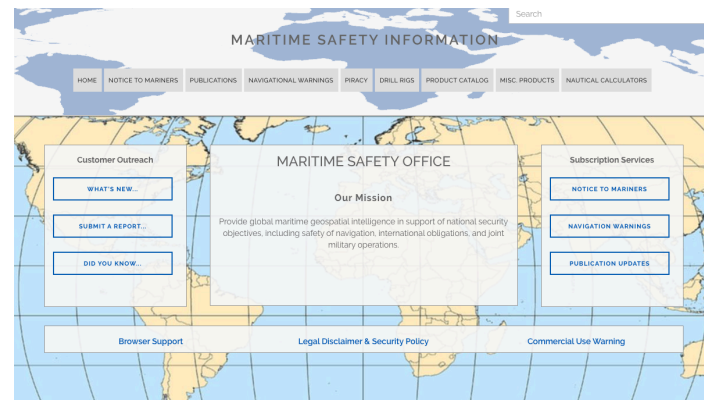 Search
MARITIME SAFETY INFORMATION
HOME NOTICE TO MARINERS PUBLICATIONS NAVIGATIONAL WARNINGS PIRACY DRILL RIGS PRODUCT CATALOG MISC. PRODUCTS NAUTICAL CALCULATORS
Customer Outreach
WHAT'S NEW...
SUBMIT A REPORT...
DID YOU KNOW...
MARITIME SAFETY OFFICE
Our Mission
Provide global maritime geospatial intelligence in support of national security
objectives, including safety of navigation, international obligations, and joint
military operations.
Subscription Services
NOTICE TO MARINERS
NAVIGATION WARNINGS
PUBLICATION UPDATES
Browser Support Legal Disclaimer & Security Policy Commercial Use Warning